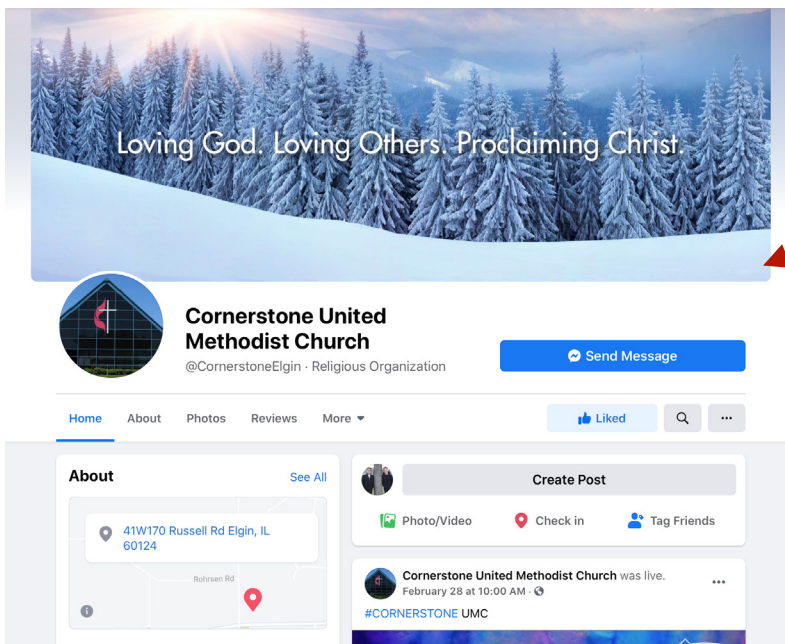 Loving God. Loving Others. Proclaiming Christ.
Cornerstone United
Methodist Church
@CornerstoneElgin · Religious Organization
Send Message
Home About Photos Reviews More
Liked
About See All
41W170 Russell Rd Elgin, IL
60124
Rohrsen Rd
Create Post
Photo/Video Check in Tag Friends
Cornerstone United Methodist Church was live.
February 28 at 10:00 AM ·
#CORNERSTONE UMC